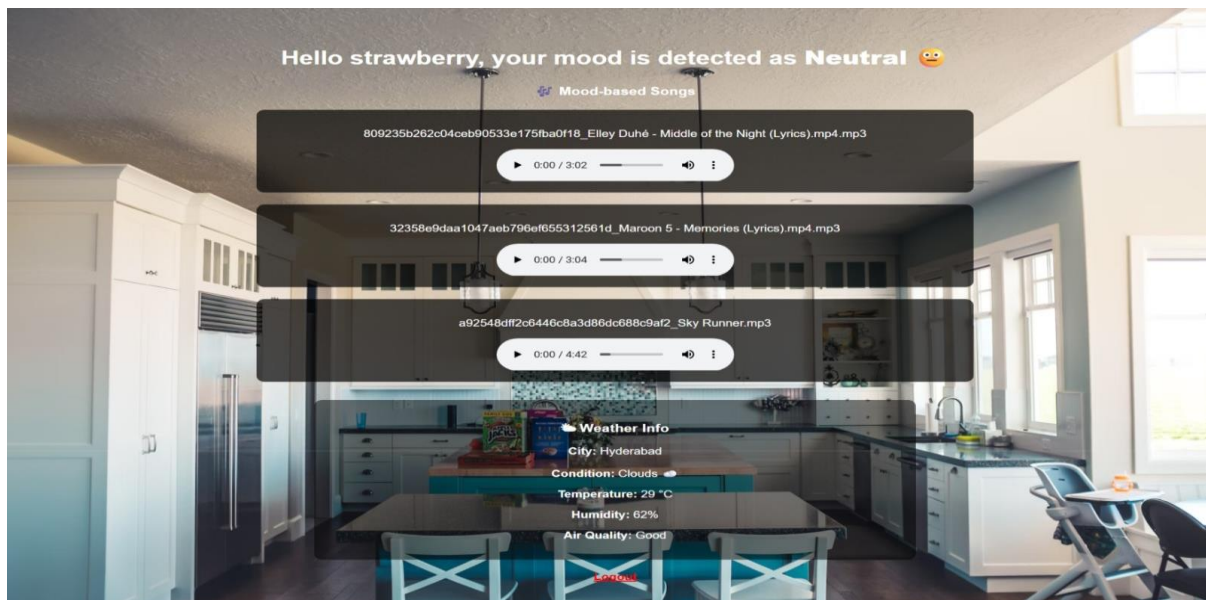 Hello strawberry, your mood is detected as Neutral 😐
🎶 Mood-based Songs
809235b262c04ceb90533e175fba0f18_Elley Duhé - Middle of the Night (Lyrics).mp4.mp3
0:00 / 3:02
32358e9daa1047aeb796ef655312561d_Maroon 5 - Memories (Lyrics).mp4.mp3
0:00 / 3:04
a92548dff2c6446c8a3d86dc688c9af2_Sky Runner.mp3
0:00 / 4:42
🌥 Weather Info
City: Hyderabad
Condition: Clouds ☁
Temperature: 29 °C
Humidity: 62%
Air Quality: Good
Logout